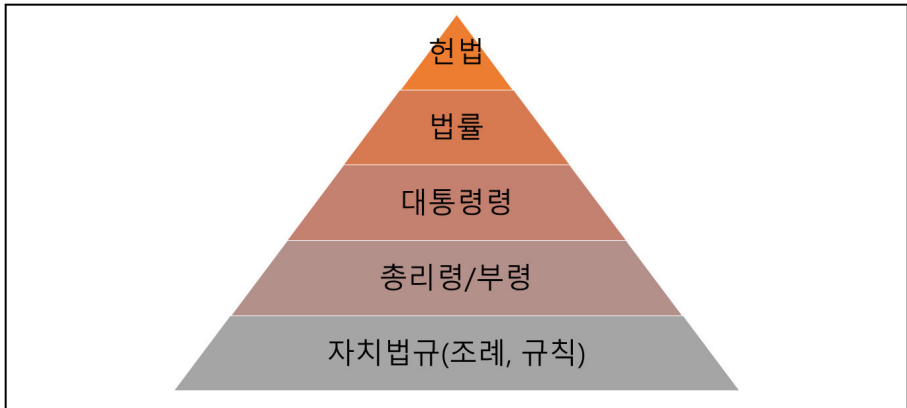 헌법
법률
대통령령
총리령/부령
자치법규(조례, 규칙)